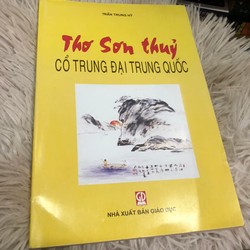 TRẦN TRUNG HỶ
Thơ Sơn thuỷ
CỔ TRUNG ĐẠI TRUNG QUỐC
NHÀ XUẤT BẢN GIÁO DỤC